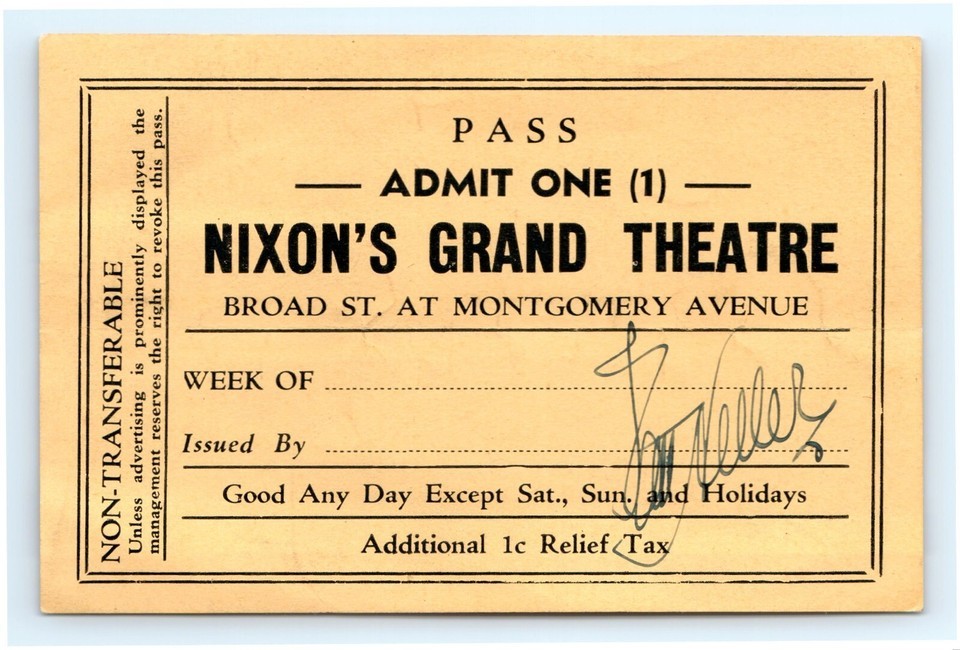 PASS
ADMIT ONE (1)
NIXON'S GRAND THEATRE
BROAD ST. AT MONTGOMERY AVENUE
WEEK OF
Issued By
Good Any Day Except Sat., Sun. and Holidays
Additional 1c Relief Tax
NON-TRANSFERABLE
Unless advertising is prominently displayed the
management reserves the right to revoke this pass.